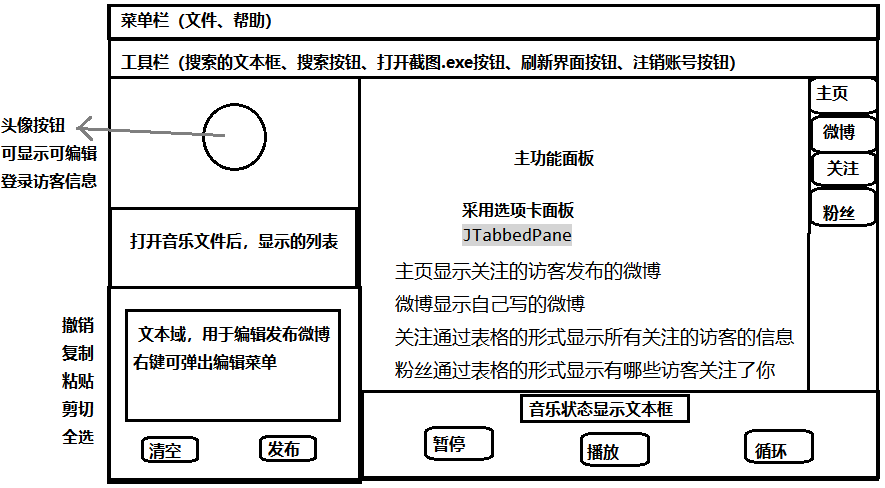 菜单栏（文件、帮助）
工具栏（搜索的文本框、搜索按钮、打开截图.exe按钮、刷新界面按钮、注销账号按钮）
头像按钮
可显示可编辑
登录访客信息
主功能面板
采用选项卡面板
JTabbedPane
主页显示关注的访客发布的微博
微博显示自己写的微博
关注通过表格的形式显示所有关注的访客的信息
粉丝通过表格的形式显示有哪些访客关注了你
主页
微博
关注
粉丝
打开音乐文件后，显示的列表
撤销
复制
粘贴
剪切
全选
文本域，用于编辑发布微博
右键可弹出编辑菜单
清空
发布
音乐状态显示文本框
暂停
播放
循环